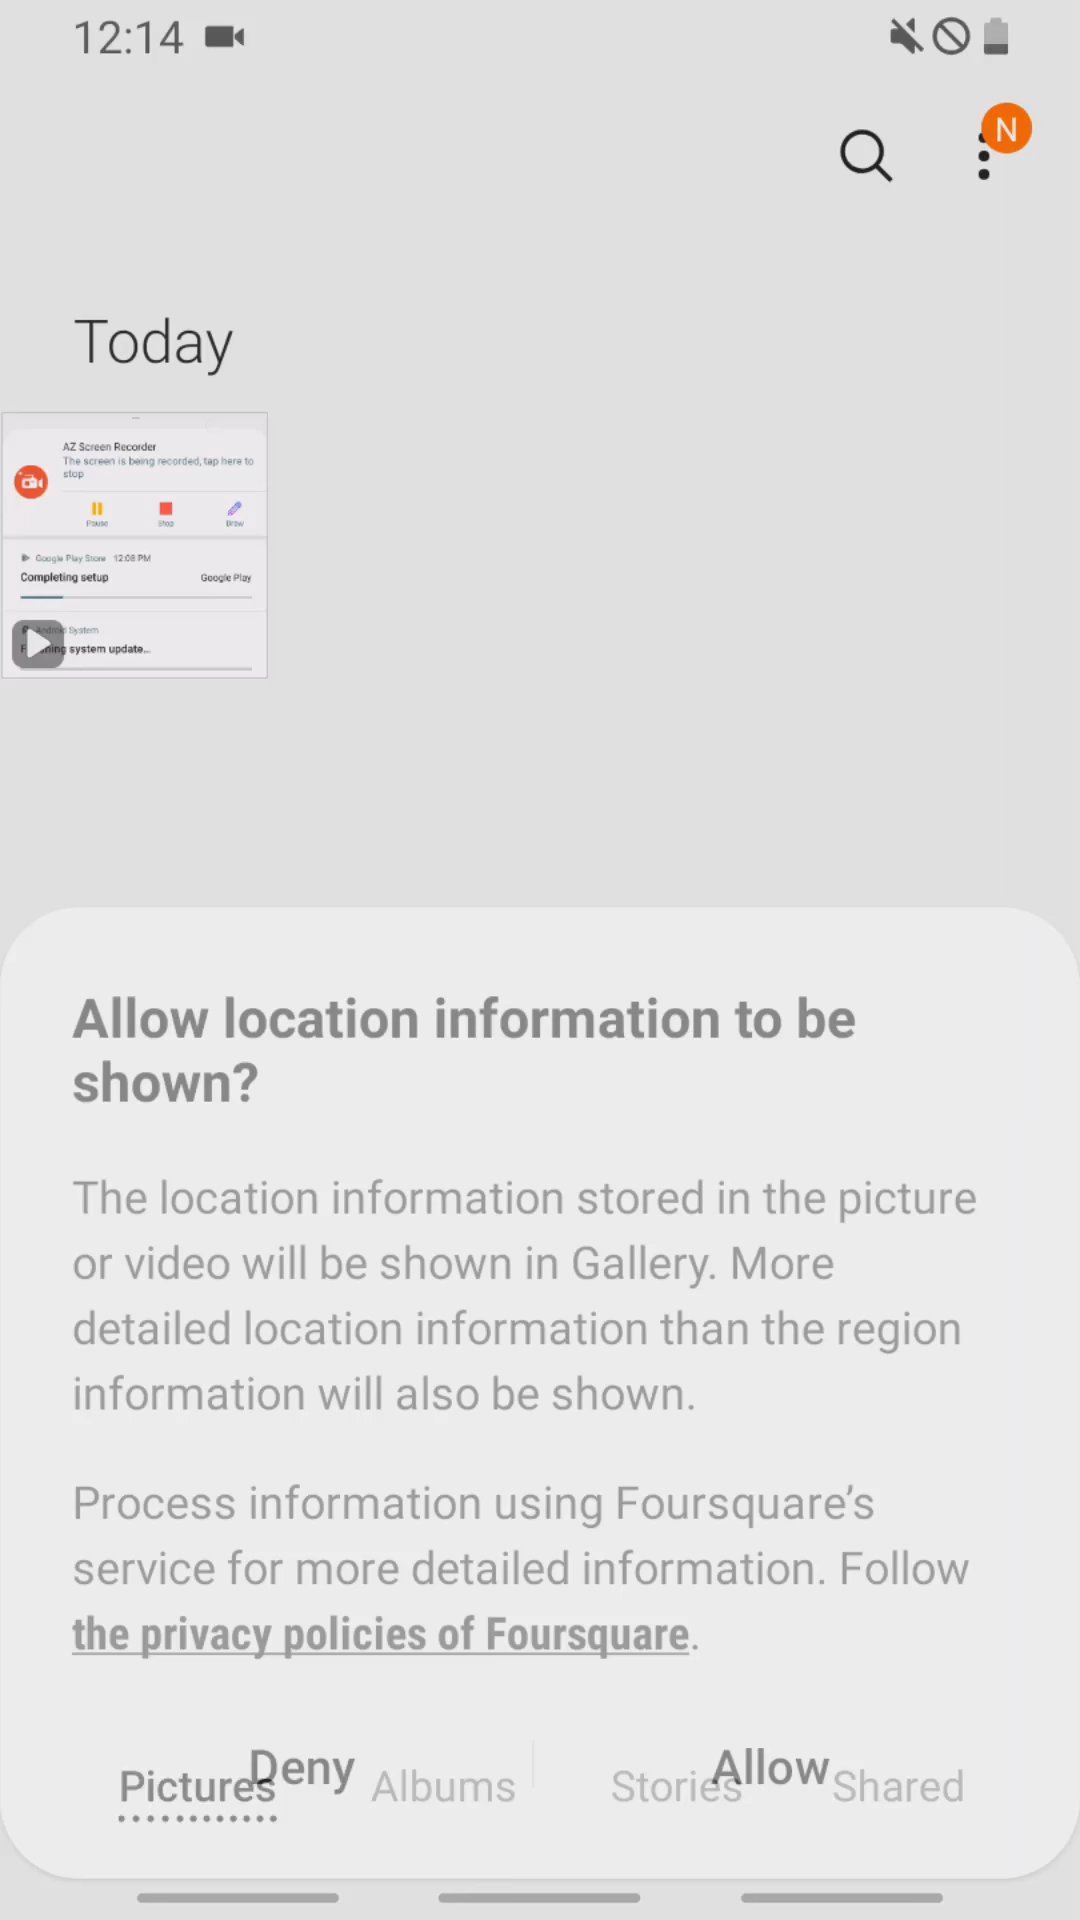 12:14
N
Today
AZ Screen Recorder
The screen is being recorded, tap here to
stop
Pause Stop Draw
Google Play Store 12:08 PM
Completing setup Google Play
Android System
system update...
Allow location information to be
shown?
The location information stored in the picture
or video will be shown in Gallery. More
detailed location information than the region
information will also be shown.
Process information using Foursquare’s
service for more detailed information. Follow
the privacy policies of Foursquare.
Deny Allow
Pictures Albums Stories Shared